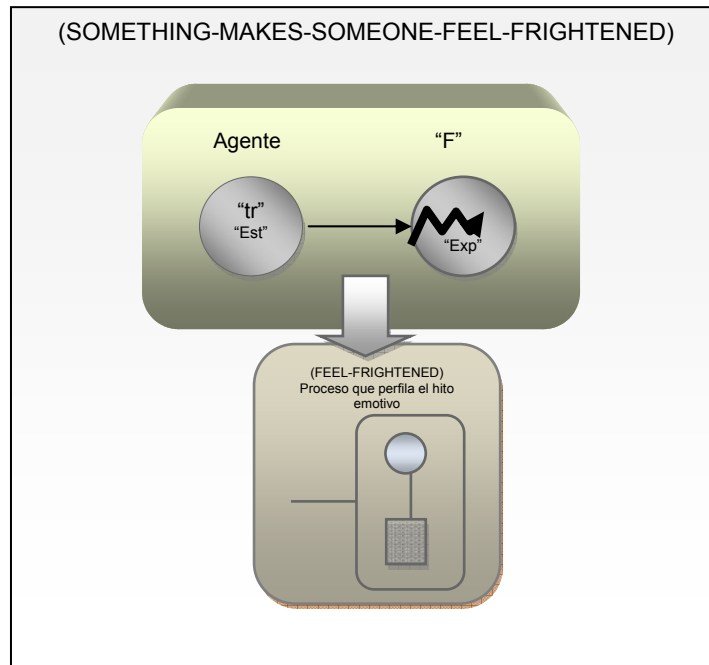 (SOMETHING-MAKES-SOMEONE-FEEL-FRIGHTENED)
Agente “F”
“tr”
“Est”
“Exp”
(FEEL-FRIGHTENED)
Proceso que perfila el hito
emotivo